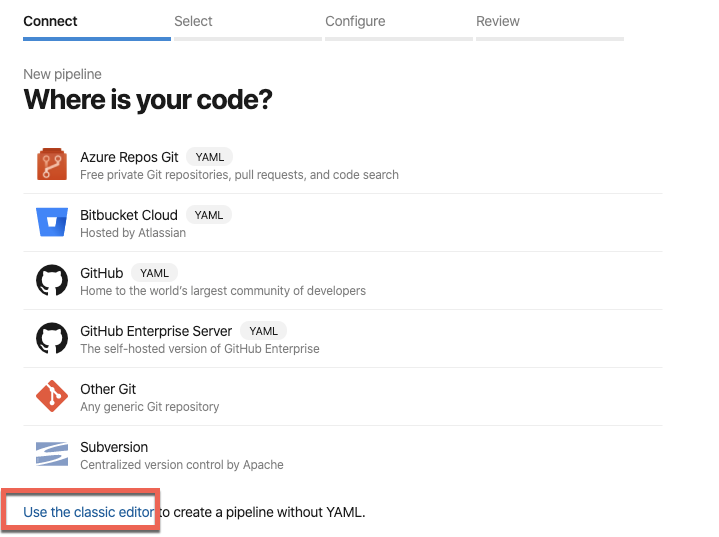 Connect Select Configure Review
New pipeline
Where is your code?
Azure Repos Git YAML
Free private Git repositories, pull requests, and code search
Bitbucket Cloud YAML
Hosted by Atlassian
GitHub YAML
Home to the world's largest community of developers
GitHub Enterprise Server YAML
The self-hosted version of GitHub Enterprise
Other Git
Any generic Git repository
Subversion
Centralized version control by Apache
Use the classic editor to create a pipeline without YAML.